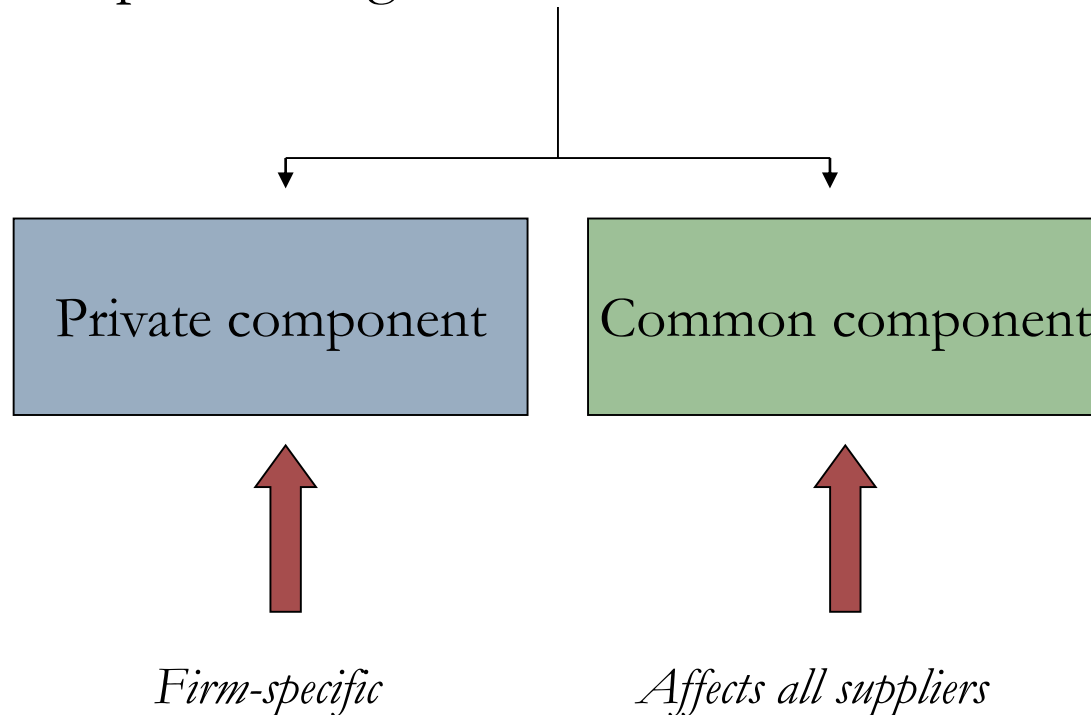 Private component
Common component
Firm-specific
Affects all suppliers